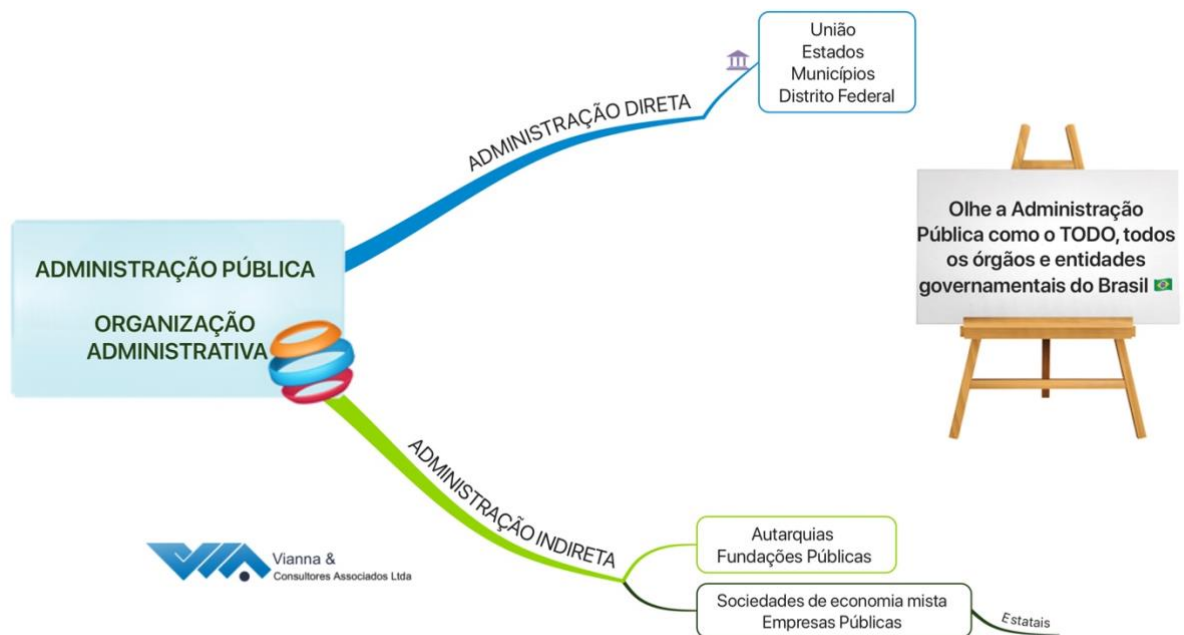 União
Estados
Municípios
Distrito Federal
ADMINISTRAÇÃO DIRETA
Olhe a Administração
Pública como o TODO, todos
os órgãos e entidades
governamentais do Brasil 🇧🇷
ADMINISTRAÇÃO PÚBLICA
ORGANIZAÇÃO
ADMINISTRATIVA
ADMINISTRAÇÃO INDIRETA
Autarquias
Fundações Públicas
Sociedades de economia mista
Empresas Públicas
Estatais
VIA
Vianna &
Consultores Associados Ltda